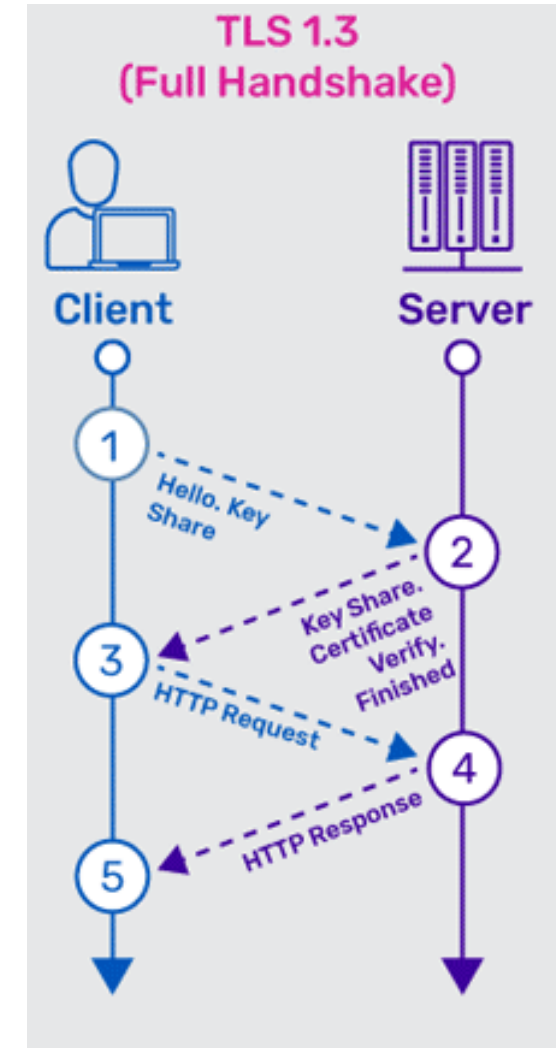 TLS 1.3
(Full Handshake)
Client
Server
1
Hello. Key
Share
2
Key Share.
Certificate
Verify.
Finished
3
HTTP Request
4
HTTP Response
5